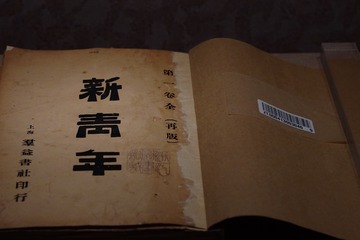 第一卷全（再版）
新青年
上海 羣益書社印行